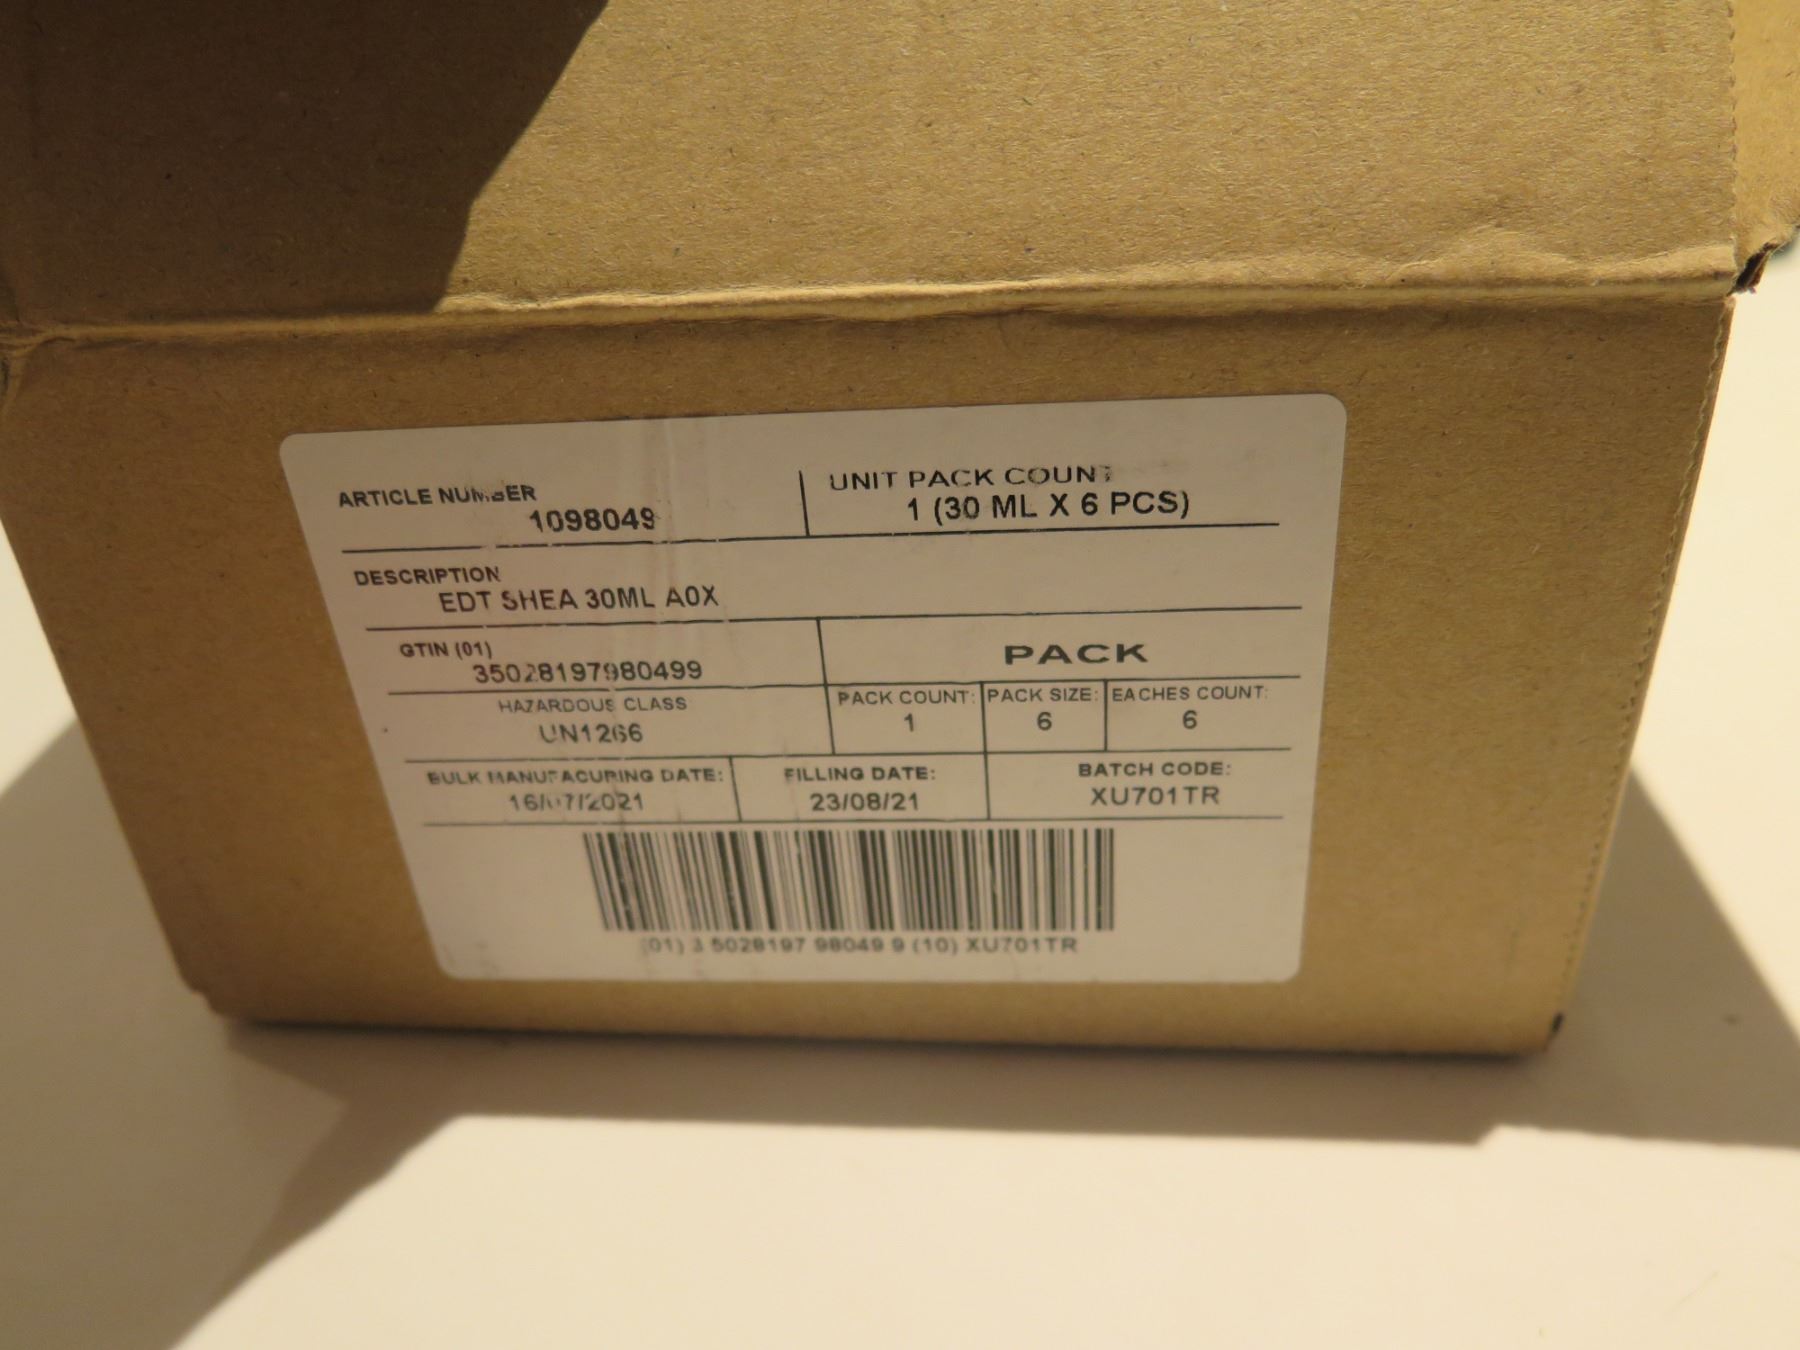 ARTICLE NUMBER
1098049
UNIT PACK COUNT
1 (30 ML X 6 PCS)
DESCRIPTION
EDT SHEA 30ML A0X
GTIN (01)
35028197980499
PACK
HAZARDOUS CLASS
UN1266
PACK COUNT:
1
PACK SIZE:
6
EACHES COUNT:
6
BULK MANUFACURING DATE:
16/07/2021
FILLING DATE:
23/08/21
BATCH CODE:
XU701TR
(01) 3 5028197 98049 9 (10) XU701TR